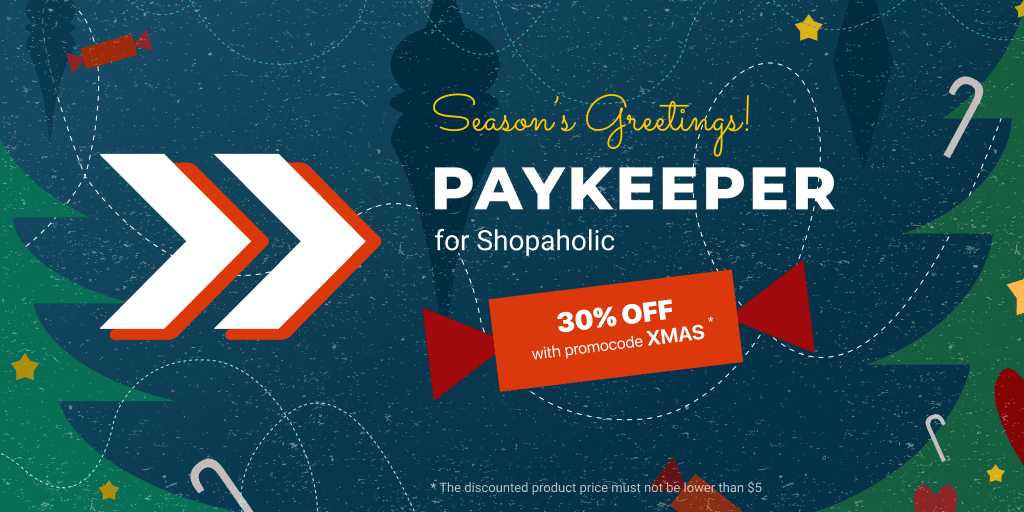 Season's Greetings!
PAYKEEPER
for Shopaholic
30% OFF
with promocode XMAS *
* The discounted product price must not be lower than $5